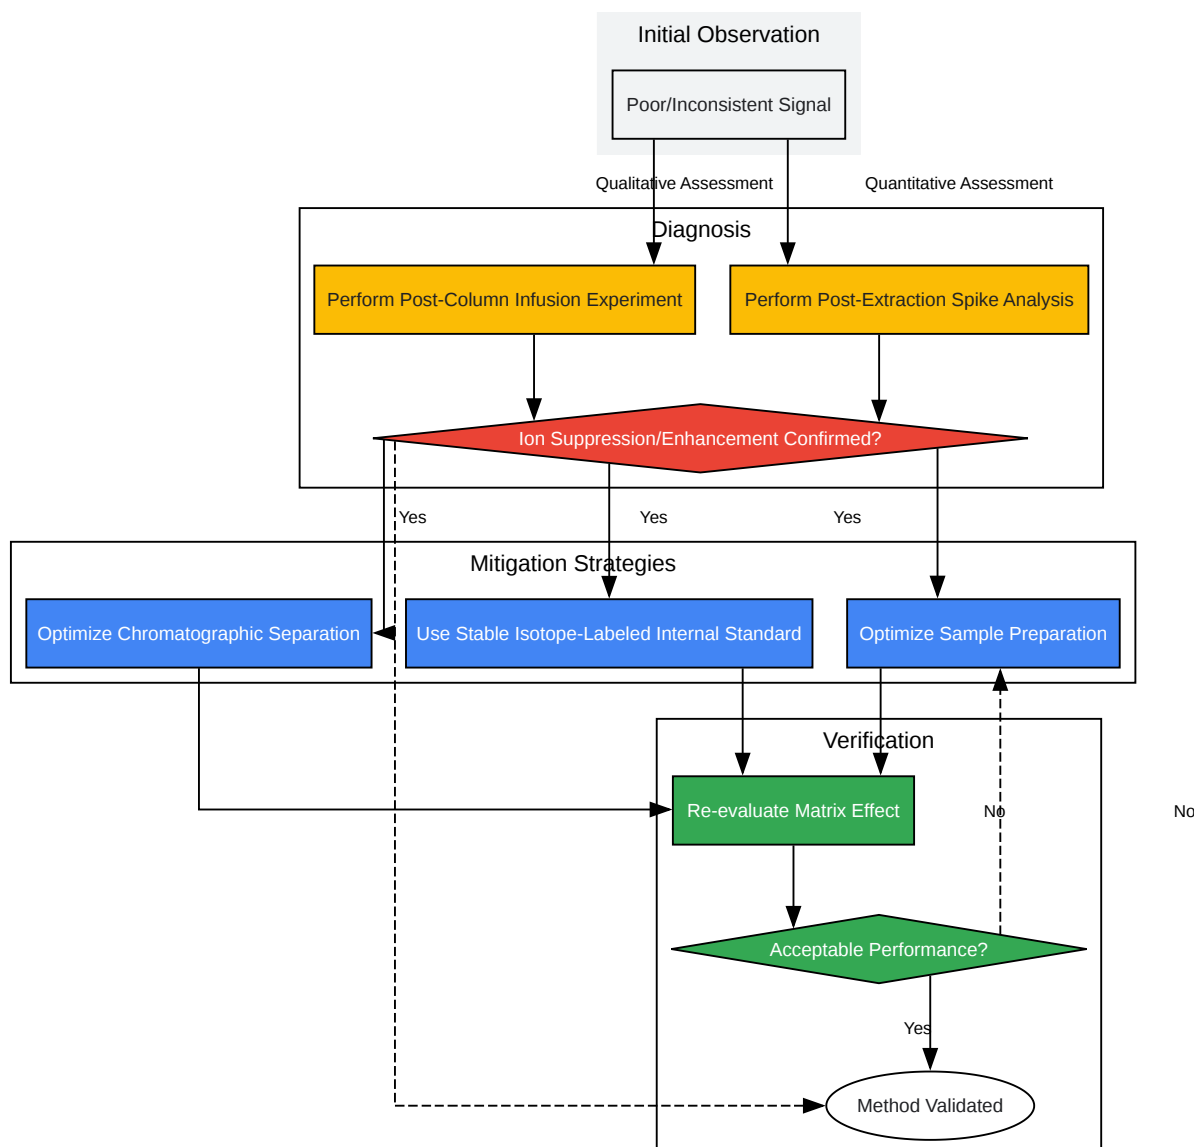 Initial Observation
Poor/Inconsistent Signal
Qualitative Assessment
Quantitative Assessment
Diagnosis
Perform Post-Column Infusion Experiment
Perform Post-Extraction Spike Analysis
Ion Suppression/Enhancement Confirmed?
Yes
Yes
Yes
Mitigation Strategies
Optimize Chromatographic Separation
Use Stable Isotope-Labeled Internal Standard
Optimize Sample Preparation
Verification
Re-evaluate Matrix Effect
No
No
Acceptable Performance?
Yes
Method Validated